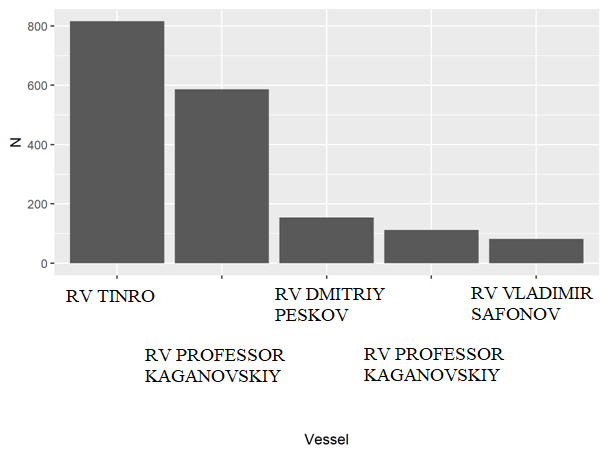 800
600
400
200
0
N
RV TINRO
RV PROFESSOR
KAGANOVSKIY
RV DMITRIY
PESKOV
RV PROFESSOR
KAGANOVSKIY
RV VLADIMIR
SAFONOV
Vessel